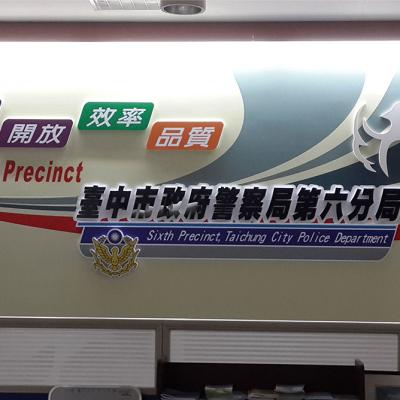 開放
效率
品質
Precinct
臺中市政府警察局第六分局
Sixth Precinct, Taichung City Police Department